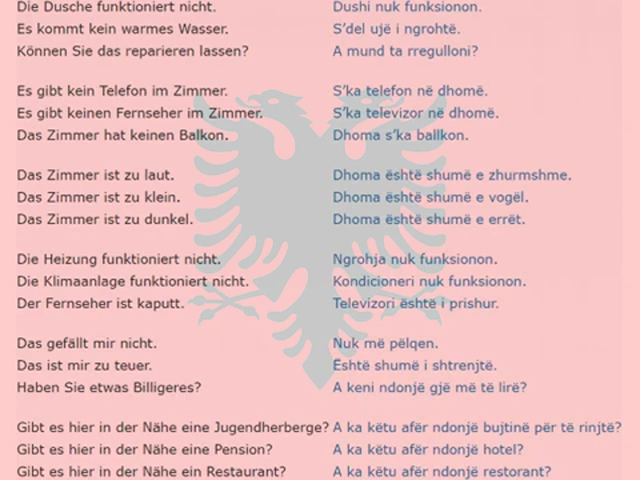 Die Dusche funktioniert nicht. Dushi nuk funksionon.
Es kommt kein warmes Wasser. S’del ujë i ngrohtë.
Können Sie das reparieren lassen? A mund ta rregulloni?
Es gibt kein Telefon im Zimmer. S’ka telefon në dhomë.
Es gibt keinen Fernseher im Zimmer. S’ka televizor në dhomë.
Das Zimmer hat keinen Balkon. Dhoma s’ka ballkon.
Das Zimmer ist zu laut. Dhoma është shumë e zhurmshme.
Das Zimmer ist zu klein. Dhoma është shumë e vogël.
Das Zimmer ist zu dunkel. Dhoma është shumë e errët.
Die Heizung funktioniert nicht. Ngrohja nuk funksionon.
Die Klimaanlage funktioniert nicht. Kondicioneri nuk funksionon.
Der Fernseher ist kaputt. Televizori është i prishur.
Das gefällt mir nicht. Nuk më pëlqen.
Das ist mir zu teuer. Është shumë i shtrenjtë.
Haben Sie etwas Billigeres? A keni ndonjë gjë më të lirë?
Gibt es hier in der Nähe eine Jugendherberge? A ka këtu afër ndonjë bujtinë për të rinjtë?
Gibt es hier in der Nähe eine Pension? A ka këtu afër ndonjë hotel?
Gibt es hier in der Nähe ein Restaurant? A ka këtu afër ndonjë restorant?